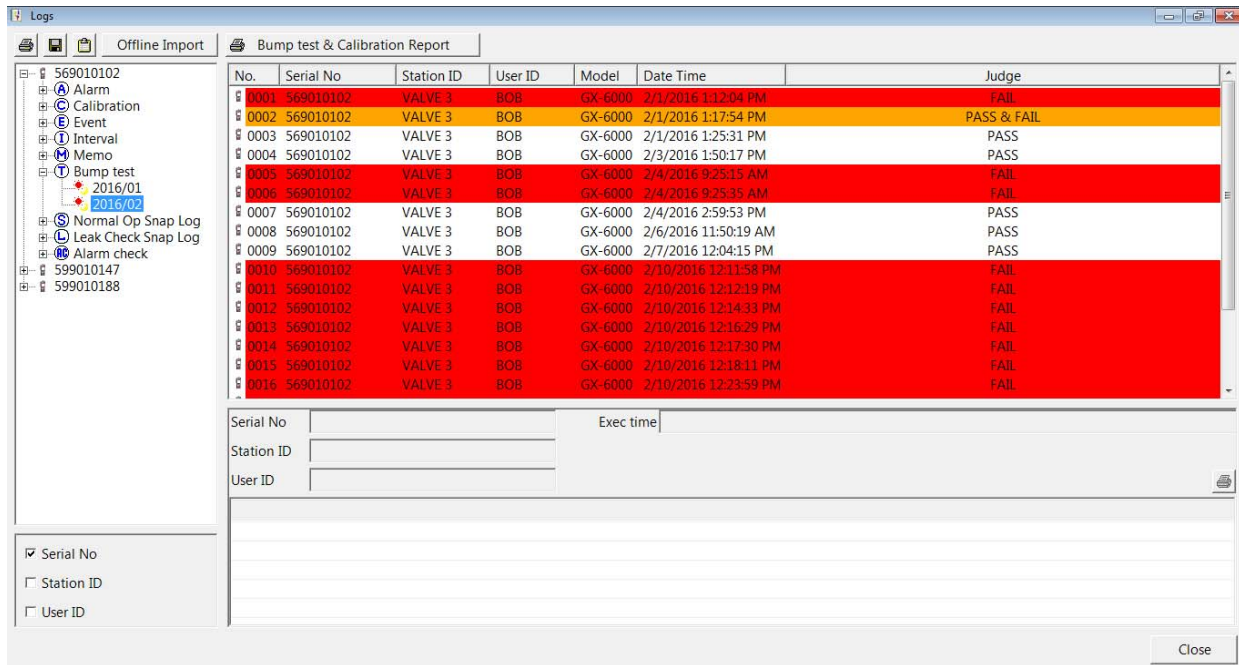 Logs
Offline Import
Bump test & Calibration Report
569010102
A Alarm
C Calibration
E Event
I Interval
M Memo
T Bump test
2016/01
2016/02
S Normal Op Snap Log
L Leak Check Snap Log
AC Alarm check
599010147
599010188
No. Serial No Station ID User ID Model Date Time Judge
0001 569010102 VALVE 3 BOB GX-6000 2/1/2016 1:12:04 PM FAIL
0002 569010102 VALVE 3 BOB GX-6000 2/1/2016 1:17:54 PM PASS & FAIL
0003 569010102 VALVE 3 BOB GX-6000 2/1/2016 1:25:31 PM PASS
0004 569010102 VALVE 3 BOB GX-6000 2/3/2016 1:50:17 PM PASS
0005 569010102 VALVE 3 BOB GX-6000 2/4/2016 9:25:15 AM FAIL
0006 569010102 VALVE 3 BOB GX-6000 2/4/2016 9:25:35 AM FAIL
0007 569010102 VALVE 3 BOB GX-6000 2/4/2016 2:59:53 PM PASS
0008 569010102 VALVE 3 BOB GX-6000 2/6/2016 11:50:19 AM PASS
0009 569010102 VALVE 3 BOB GX-6000 2/7/2016 12:04:15 PM PASS
0010 569010102 VALVE 3 BOB GX-6000 2/10/2016 12:11:58 PM FAIL
0011 569010102 VALVE 3 BOB GX-6000 2/10/2016 12:12:19 PM FAIL
0012 569010102 VALVE 3 BOB GX-6000 2/10/2016 12:14:33 PM FAIL
0013 569010102 VALVE 3 BOB GX-6000 2/10/2016 12:16:29 PM FAIL
0014 569010102 VALVE 3 BOB GX-6000 2/10/2016 12:17:30 PM FAIL
0015 569010102 VALVE 3 BOB GX-6000 2/10/2016 12:18:11 PM FAIL
0016 569010102 VALVE 3 BOB GX-6000 2/10/2016 12:23:59 PM FAIL
Serial No Exec time
Station ID
User ID
Serial No
Station ID
User ID
Close